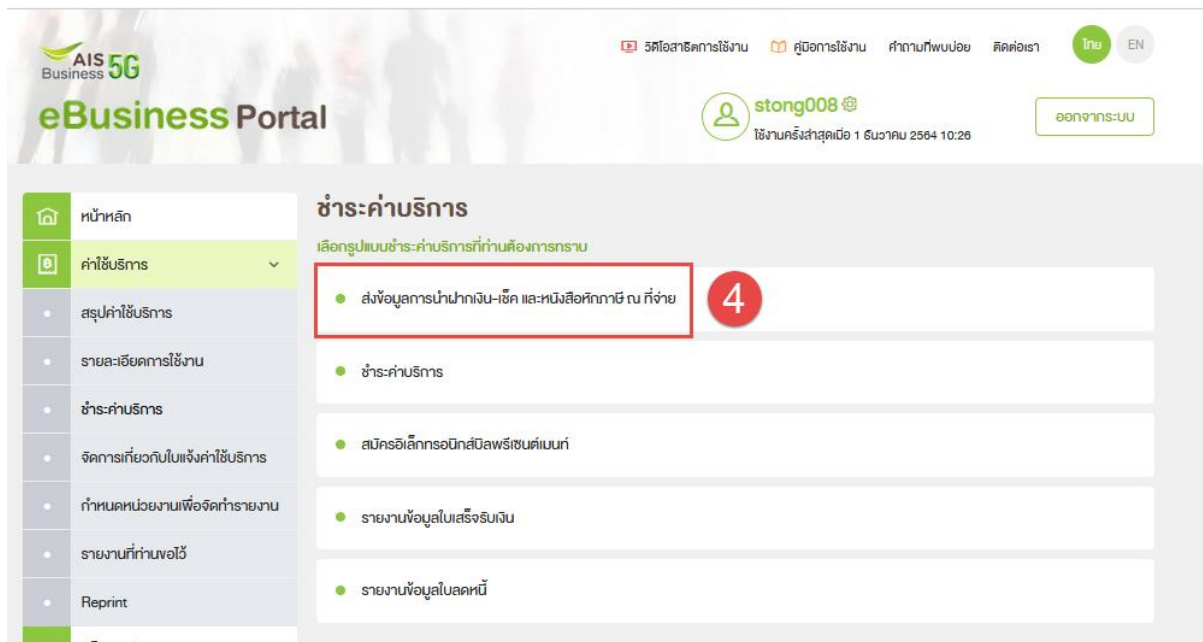 วิดีโอสาธิตการใช้งาน คู่มือการใช้งาน คำถามที่พบบ่อย ติดต่อเรา ไทย EN
AIS 5G
Business
eBusiness Portal
stong008
ใช้งานครั้งล่าสุดเมื่อ 1 ธันวาคม 2564 10:26
ออกจากระบบ
หน้าหลัก
ค่าใช้บริการ
สรุปค่าใช้บริการ
รายละเอียดการใช้งาน
ชำระค่าบริการ
จัดการเกี่ยวกับใบแจ้งค่าใช้บริการ
กำหนดหน่วยงานเพื่อจัดทำรายงาน
รายงานที่ท่านขอไว้
Reprint
ชำระค่าบริการ
เลือกรูปแบบชำระค่าบริการที่ท่านต้องการทราบ
ส่งข้อมูลการนำฝากเงิน-เช็ค และหนังสือหักภาษี ณ ที่จ่าย
4
ชำระค่าบริการ
สมัครอิเล็กทรอนิกส์บิลพรีเซนต์เมนท์
รายงานข้อมูลใบเสร็จรับเงิน
รายงานข้อมูลใบลดหนี้